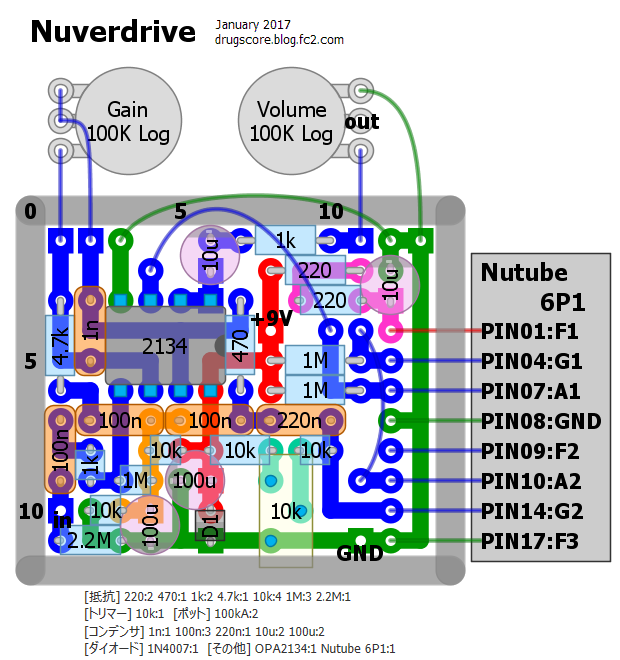 Nuverdrive
January 2017
drugscore.blog.fc2.com
Gain
100K Log
Volume
100K Log
out
0
5
10
1k
10u
220
220
10u
+9V
Nutube
6P1
PIN01:F1
PIN04:G1
PIN07:A1
PIN08:GND
PIN09:F2
PIN10:A2
PIN14:G2
PIN17:F3
4.7k
1n
2134
470
1M
1M
5
100n
100n
220n
100n
1k
10k
10k
10k
1M
100u
10
in
10k
100u
D1
10k
2.2M
GND
[抵抗] 220:2 470:1 1k:2 4.7k:1 10k:4 1M:3 2.2M:1
[トリマー] 10k:1 [ポット] 100kA:2
[コンデンサ] 1n:1 100n:3 220n:1 10u:2 100u:2
[ダイオード] 1N4007:1 [その他] OPA2134:1 Nutube 6P1:1